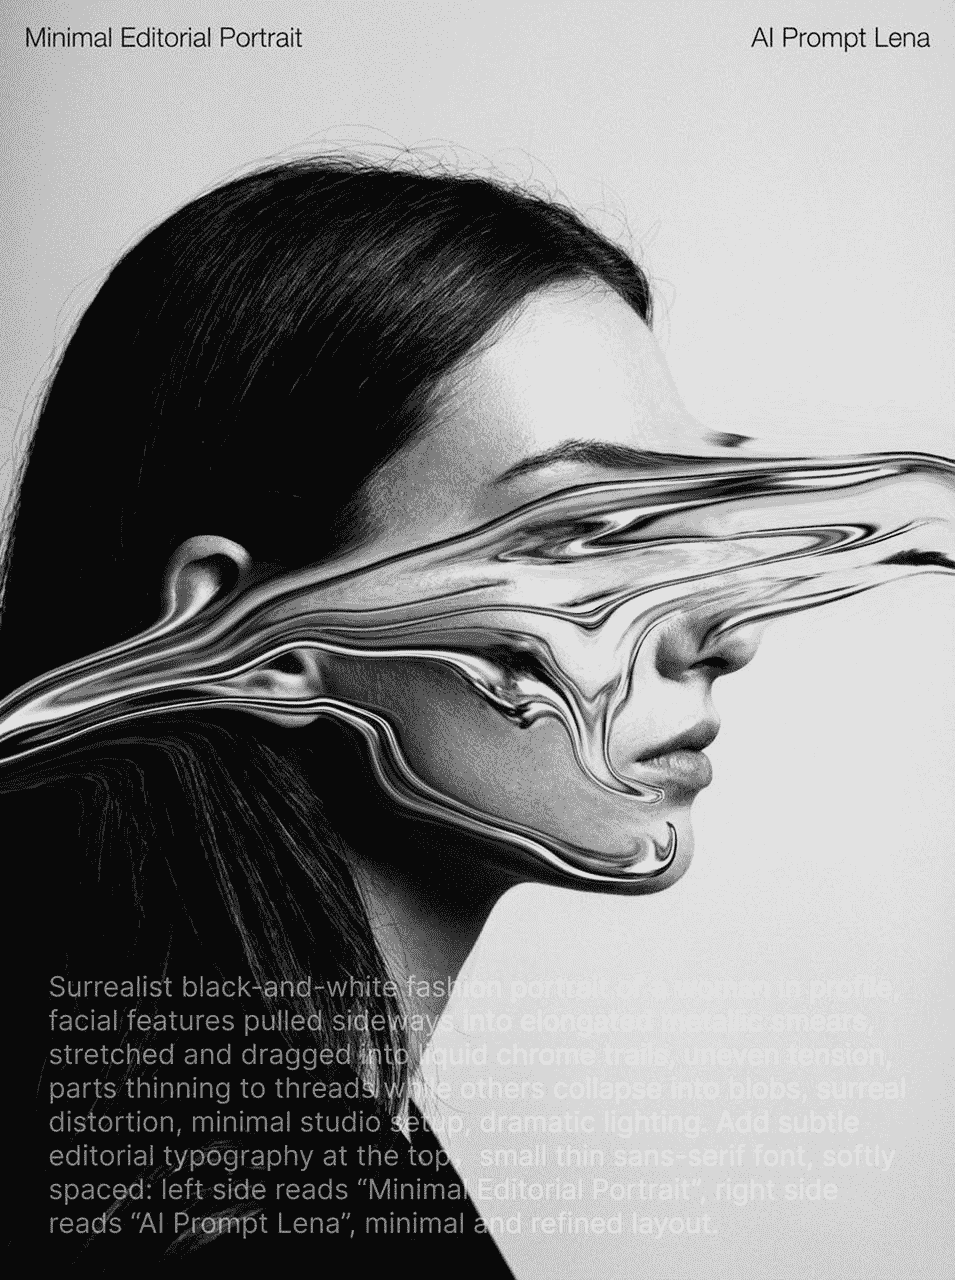 Minimal Editorial Portrait
AI Prompt Lena
Surrealist black-and-white fashion portrait of a woman in profile,
facial features pulled sideways into elongated metallic smears,
stretched and dragged into liquid chrome trails, uneven tension,
parts thinning to threads while others collapse into blobs, surreal
distortion, minimal studio setup, dramatic lighting. Add subtle
editorial typography at the top, small thin sans-serif font, softly
spaced: left side reads “Minimal Editorial Portrait”, right side
reads “AI Prompt Lena”, minimal and refined layout.